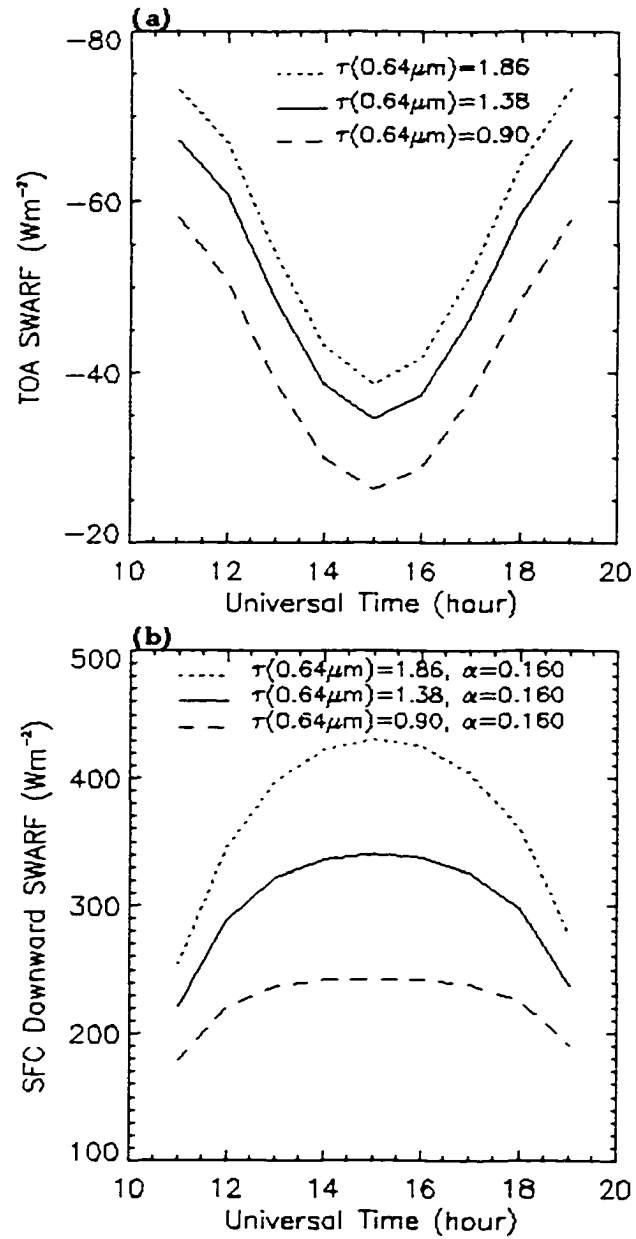 (a)
−80
τ(0.64μm)=1.86
τ(0.64μm)=1.38
τ(0.64μm)=0.90
−60
−40
−20
TOA SWARF (Wm⁻²)
10 12 14 16 18 20
Universal Time (hour)
(b)
500
τ(0.64μm)=1.86, α=0.160
τ(0.64μm)=1.38, α=0.160
τ(0.64μm)=0.90, α=0.160
400
300
200
100
SFC Downward SWARF (Wm⁻²)
10 12 14 16 18 20
Universal Time (hour)